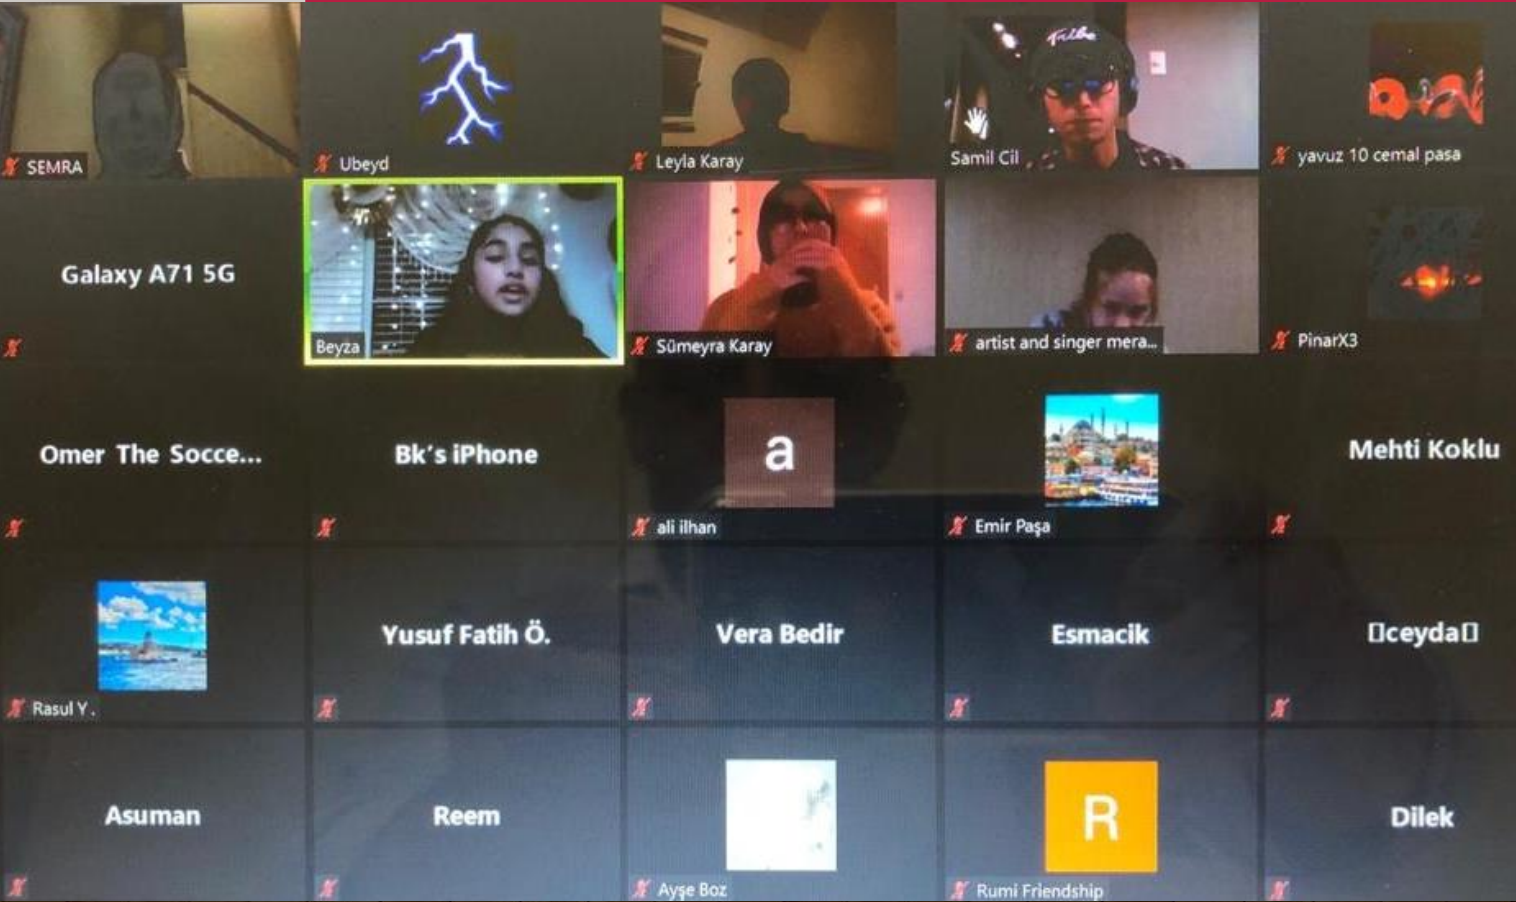 Tribe
SEMRA
Ubeyd
Leyla Karay
Samil Cil
yavuz 10 cemal pasa
Galaxy A71 5G
Beyza
Sümeyra Karay
artist and singer mera...
PinarX3
Omer The Socce...
Bk's iPhone
a
ali ilhan
Emir Paşa
Mehti Koklu
Rasul Y.
Yusuf Fatih Ö.
Vera Bedir
Esmacik
▯ceyda▯
Asuman
Reem
Ayşe Boz
R
Rumi Friendship
Dilek